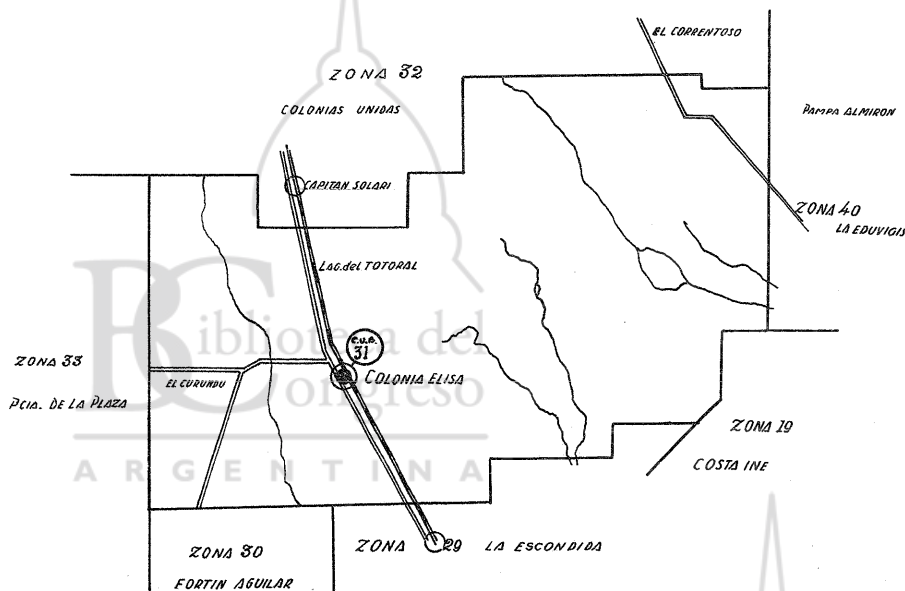 EL CORRENTOSO
ZONA 32
COLONIAS UNIDAS
PAMPA ALMIRON
CAPITAN SOLARI
ZONA 40
LA EDUVIGIS
LAG. del TOTORAL
Biblioteca del
Congreso
ARGENTINA
C.U.P.
31
ZONA 33
EL CURUNDU
COLONIA ELISA
PCIA. DE LA PLAZA
ZONA 19
COSTA INE
ZONA 29 LA ESCONDIDA
ZONA 30
FORTIN AGUILAR